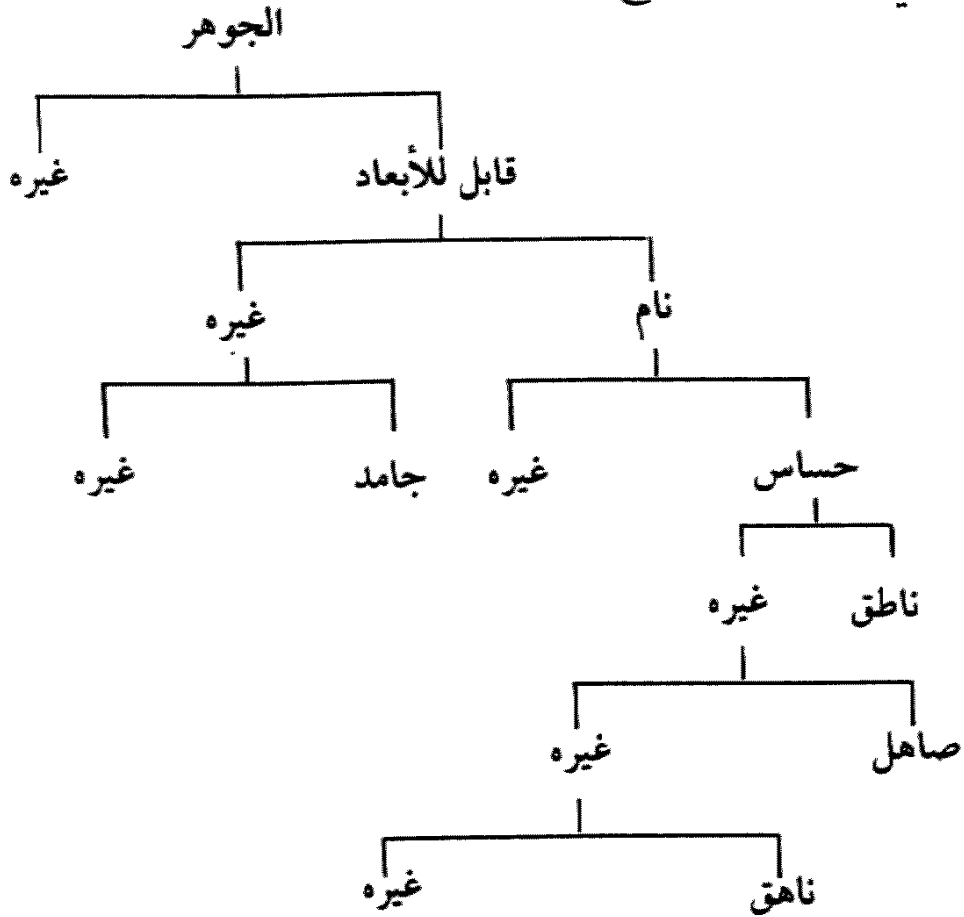 الجوهر
قابل للأبعاد غيره
نام غيره
حساس غيره جامد غيره
ناطق غيره
صاهل غيره
ناهق غيره